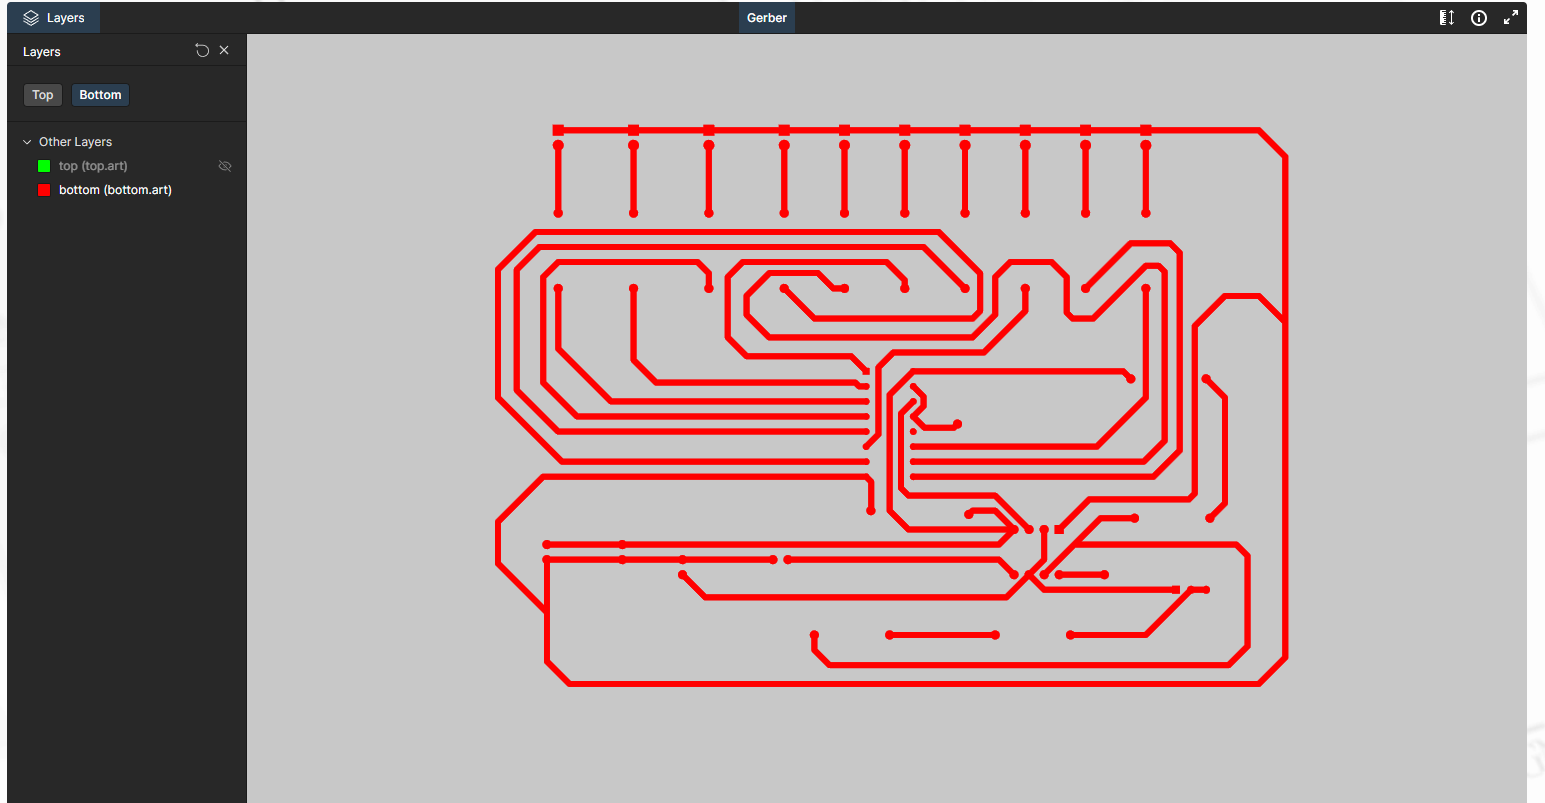 Layers
Gerber
Layers
Top
Bottom
Other Layers
top (top.art)
bottom (bottom.art)